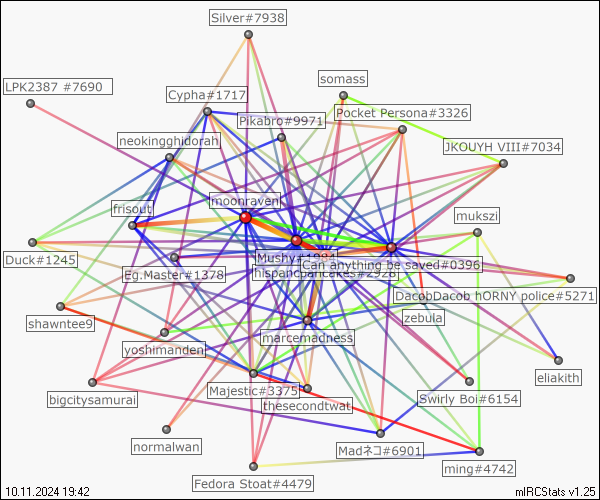 Silver#7938
somass
LPK2387 #7690
Cypha#1717
Pocket Persona#3326
Pikabro#9971
neokingghidorah
JKOUYH VIII#7034
moonraven
frisout
mukszi
Duck#1245
Mushy#1984
Can anything be saved#0396
Eg.Master#1378
hispanicpancakes#2928
DacobDacob hORNY police#5271
shawntee9
zebula
marcemadness
yoshimanden
eliakith
Majestic#3375
bigcitysamurai
Swirly Boi#6154
thesecondtwat
normalwan
Madネコ#6901
ming#4742
Fedora Stoat#4479
10.11.2024 19:42
mIRCStats v1.25